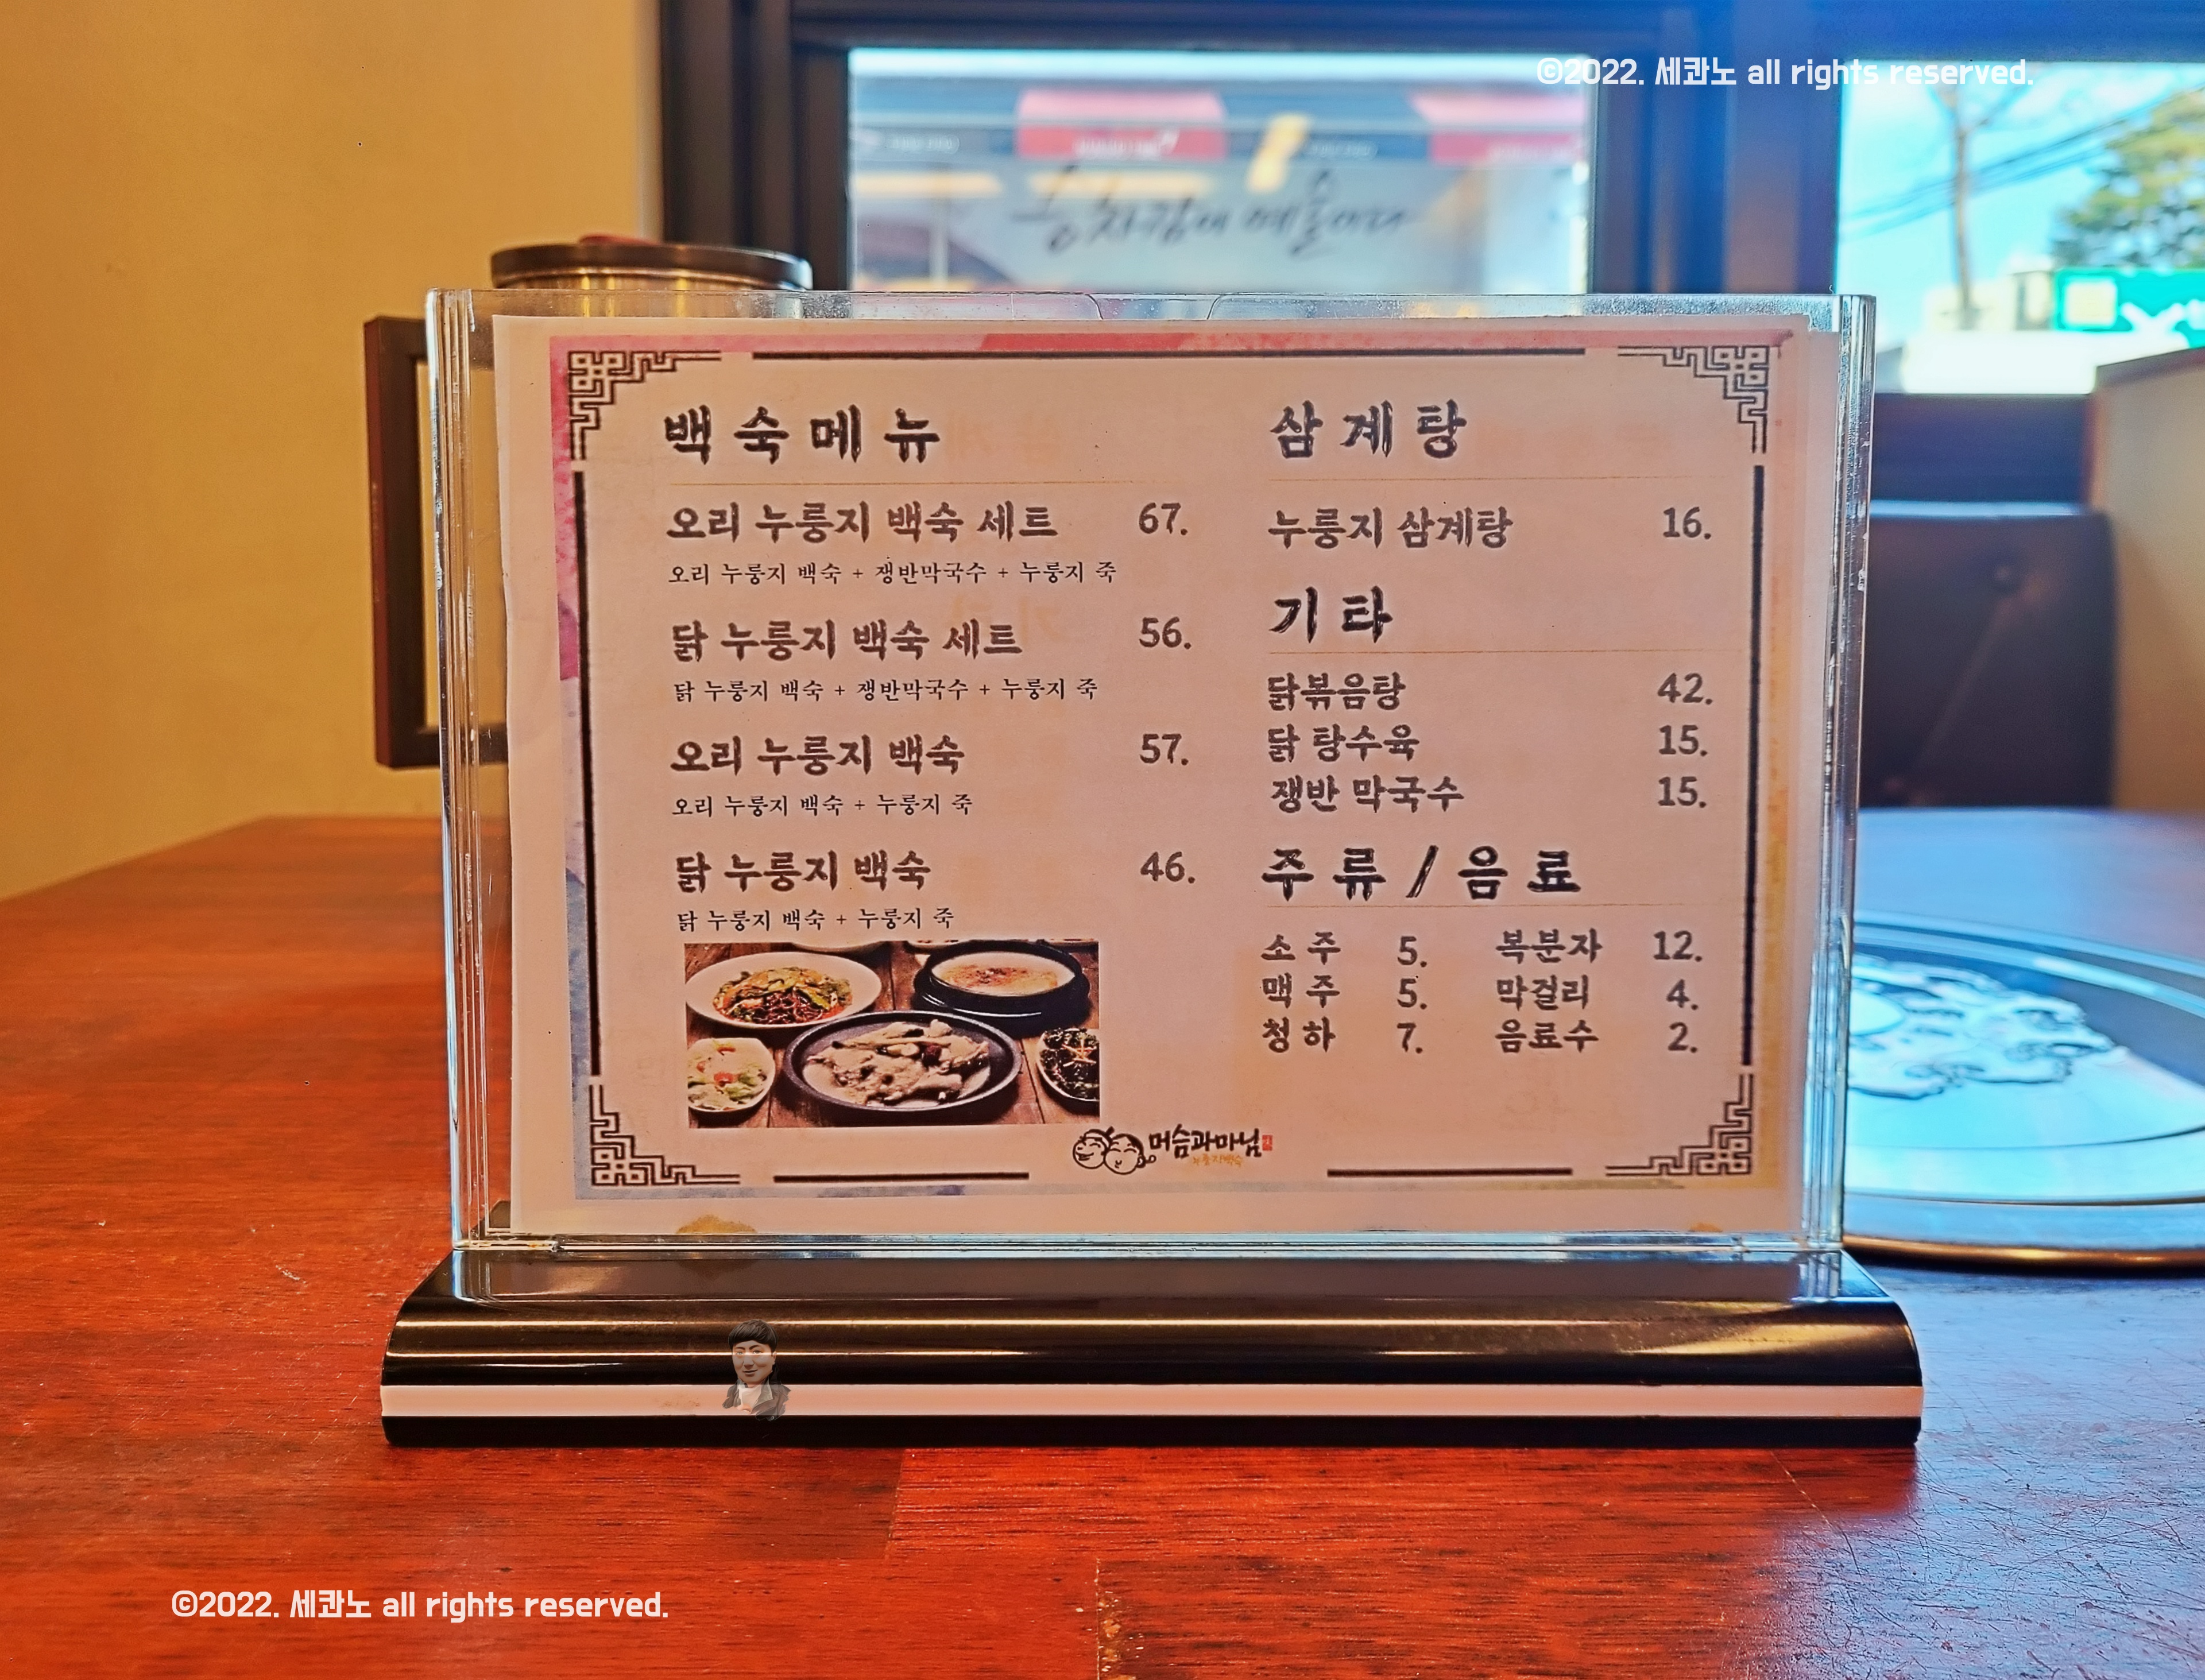 ©2022. 세콴노 all rights reserved.
백숙메뉴
오리 누룽지 백숙 세트 67.
오리 누룽지 백숙 + 쟁반막국수 + 누룽지 죽
닭 누룽지 백숙 세트 56.
닭 누룽지 백숙 + 쟁반막국수 + 누룽지 죽
오리 누룽지 백숙 57.
오리 누룽지 백숙 + 누룽지 죽
닭 누룽지 백숙 46.
닭 누룽지 백숙 + 누룽지 죽
삼계탕
누룽지 삼계탕 16.
기타
닭볶음탕 42.
닭 탕수육 15.
쟁반 막국수 15.
주류 / 음료
소주 5. 복분자 12.
맥주 5. 막걸리 4.
청하 7. 음료수 2.
머슴과마님
누룽지백숙
©2022. 세콴노 all rights reserved.